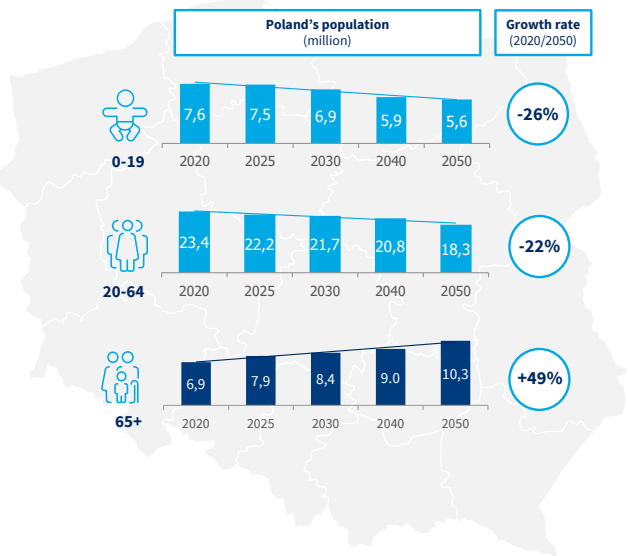 Poland’s population
(million)
Growth rate
(2020/2050)
7,6 7,5 6,9 5,9 5,6
-26%
0-19 2020 2025 2030 2040 2050
23,4 22,2 21,7 20,8 18,3
-22%
20-64 2020 2025 2030 2040 2050
6,9 7,9 8,4 9.0 10,3
+49%
65+ 2020 2025 2030 2040 2050